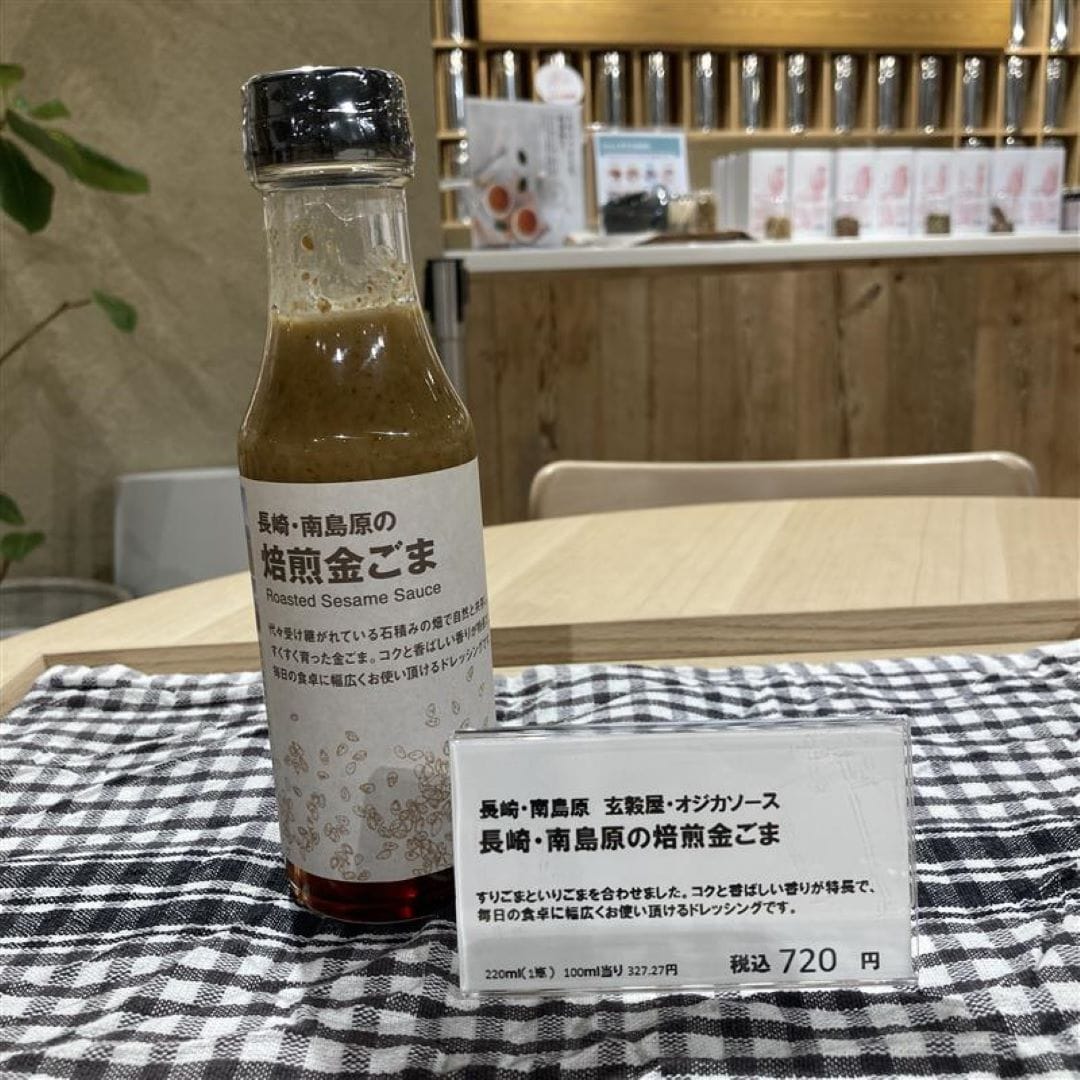 長崎・南島原の
焙煎金ごま
Roasted Sesame Sauce
代々受け継がれている石積みの畑で自然と共存
すくすく育った金ごま。コクと香ばしい香りが特長
毎日の食卓に幅広くお使い頂けるドレッシングです
長崎・南島原 玄穀屋・オジカソース
長崎・南島原の焙煎金ごま
すりごまといりごまを合わせました。コクと香ばしい香りが特長で、
毎日の食卓に幅広くお使い頂けるドレッシングです。
220ml(1瓶) 100ml当り 327.27円 税込 720 円